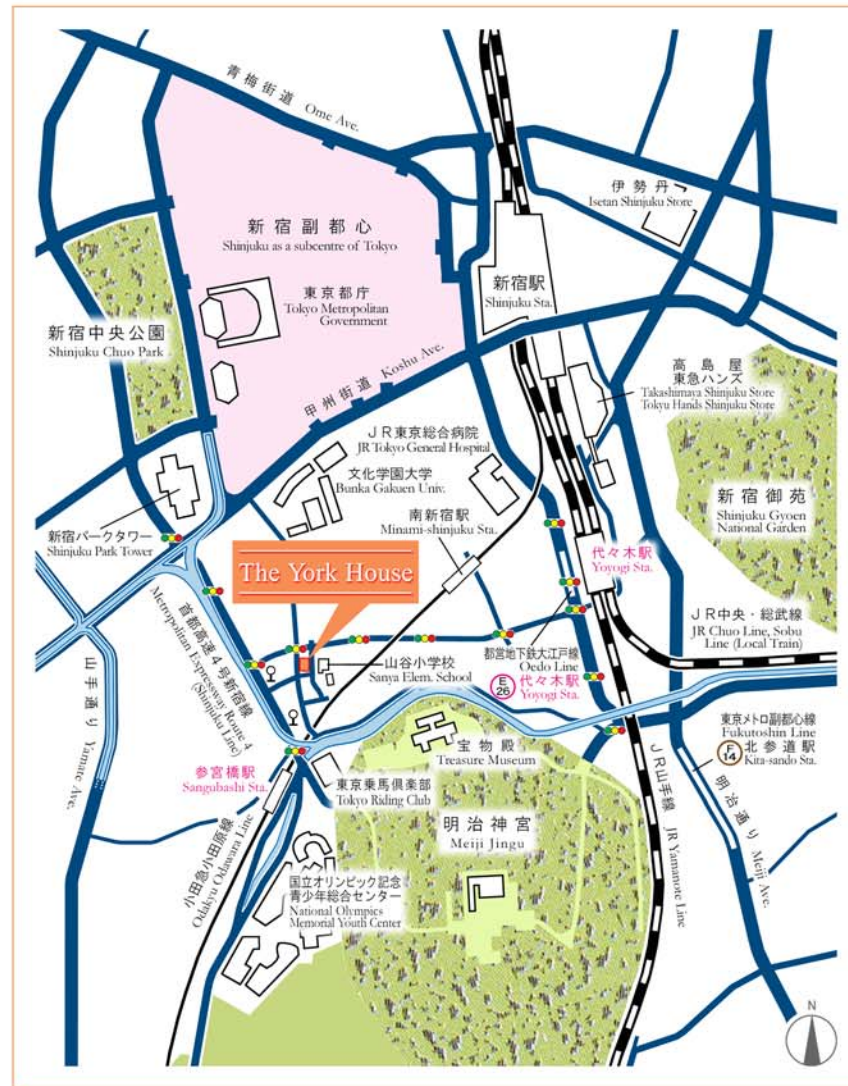 青梅街道 Ome Ave.
伊勢丹
Isetan Shinjuku Store
新宿副都心
Shinjuku as a subcentre of Tokyo
新宿駅
Shinjuku Sta.
東京都庁
Tokyo Metropolitan
Government
新宿中央公園
Shinjuku Chuo Park
甲州街道 Koshu Ave.
高島屋
東急ハンズ
Takashimaya Shinjuku Store
Tokyu Hands Shinjuku Store
JR東京総合病院
JR Tokyo General Hospital
文化学園大学
Bunka Gakuen Univ.
新宿御苑
Shinjuku Gyoen
National Garden
南新宿駅
Minami-shinjuku Sta.
新宿パークタワー
Shinjuku Park Tower
代々木駅
Yoyogi Sta.
The York House
JR中央・総武線
JR Chuo Line, Sobu
Line (Local Train)
首都高速4号新宿線
Metropolitan Expressway Route 4
(Shinjuku Line)
山谷小学校
Sanya Elem. School
都営地下鉄大江戸線
Oedo Line
E
26
代々木駅
Yoyogi Sta.
山手通り Yamate Ave.
宝物殿
Treasure Museum
東京メトロ副都心線
Fukutoshin Line
F
14
北参道駅
Kita-sando Sta.
参宮橋駅
Sangubashi Sta.
東京乗馬倶楽部
Tokyo Riding Club
明治神宮
Meiji Jingu
JR山手線 JR Yamanote Line
明治通り Meiji Ave.
小田急小田原線
Odakyu Odawara Line
国立オリンピック記念
青少年総合センター
National Olympics
Memorial Youth Center
N